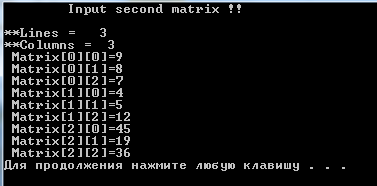 Input second matrix !!
**Lines =   3
**Columns =  3
Matrix[0][0]=9
Matrix[0][1]=8
Matrix[0][2]=7
Matrix[1][0]=4
Matrix[1][1]=5
Matrix[1][2]=12
Matrix[2][0]=45
Matrix[2][1]=19
Matrix[2][2]=36
Для продолжения нажмите любую клавишу . . .